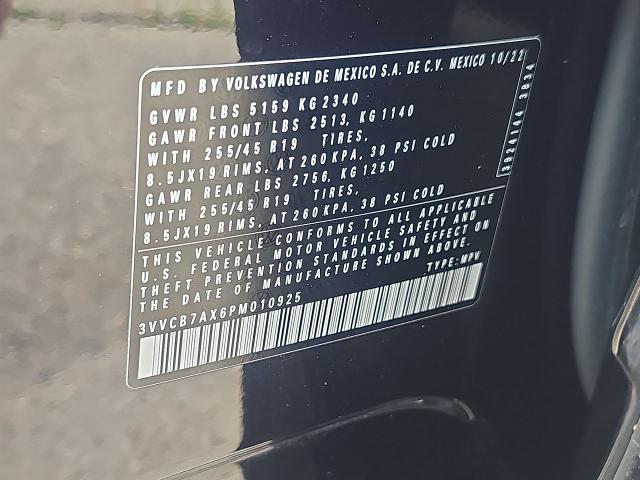 MFD BY VOLKSWAGEN DE MEXICO S.A. DE C.V. MEXICO 10/22
GVWR LBS 5159 KG 2340
GAWR FRONT LBS 2513, KG 1140
WITH 255/45 R19 TIRES,
8.5JX19 RIMS, AT 260 KPA, 38 PSI COLD
GAWR REAR LBS 2756, KG 1250
WITH 255/45 R19 TIRES,
8.5JX19 RIMS, AT 260 KPA, 38 PSI COLD
3924144 3834
THIS VEHICLE CONFORMS TO ALL APPLICABLE
U.S. FEDERAL MOTOR VEHICLE SAFETY AND
THEFT PREVENTION STANDARDS IN EFFECT ON
THE DATE OF MANUFACTURE SHOWN ABOVE.
3VVCB7AX6PM010925
TYPE: MPV